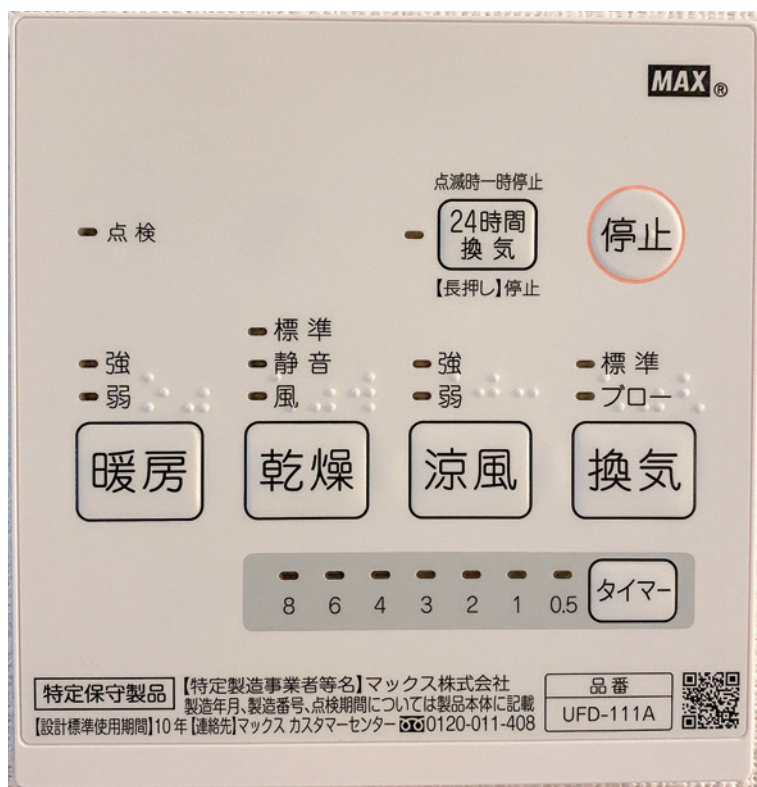 MAX®
点滅時一時停止
点検
24時間
換気
停止
【長押し】停止
標準
強
静音
強
標準
弱
風
弱
ブロー
暖房
乾燥
涼風
換気
8 6 4 3 2 1 0.5
タイマー
特定保守製品
【特定製造事業者等名】マックス株式会社
製造年月、製造番号、点検期間については製品本体に記載
【設計標準使用期間】10年【連絡先】マックス カスタマーセンター 0120-011-408
品番
UFD-111A